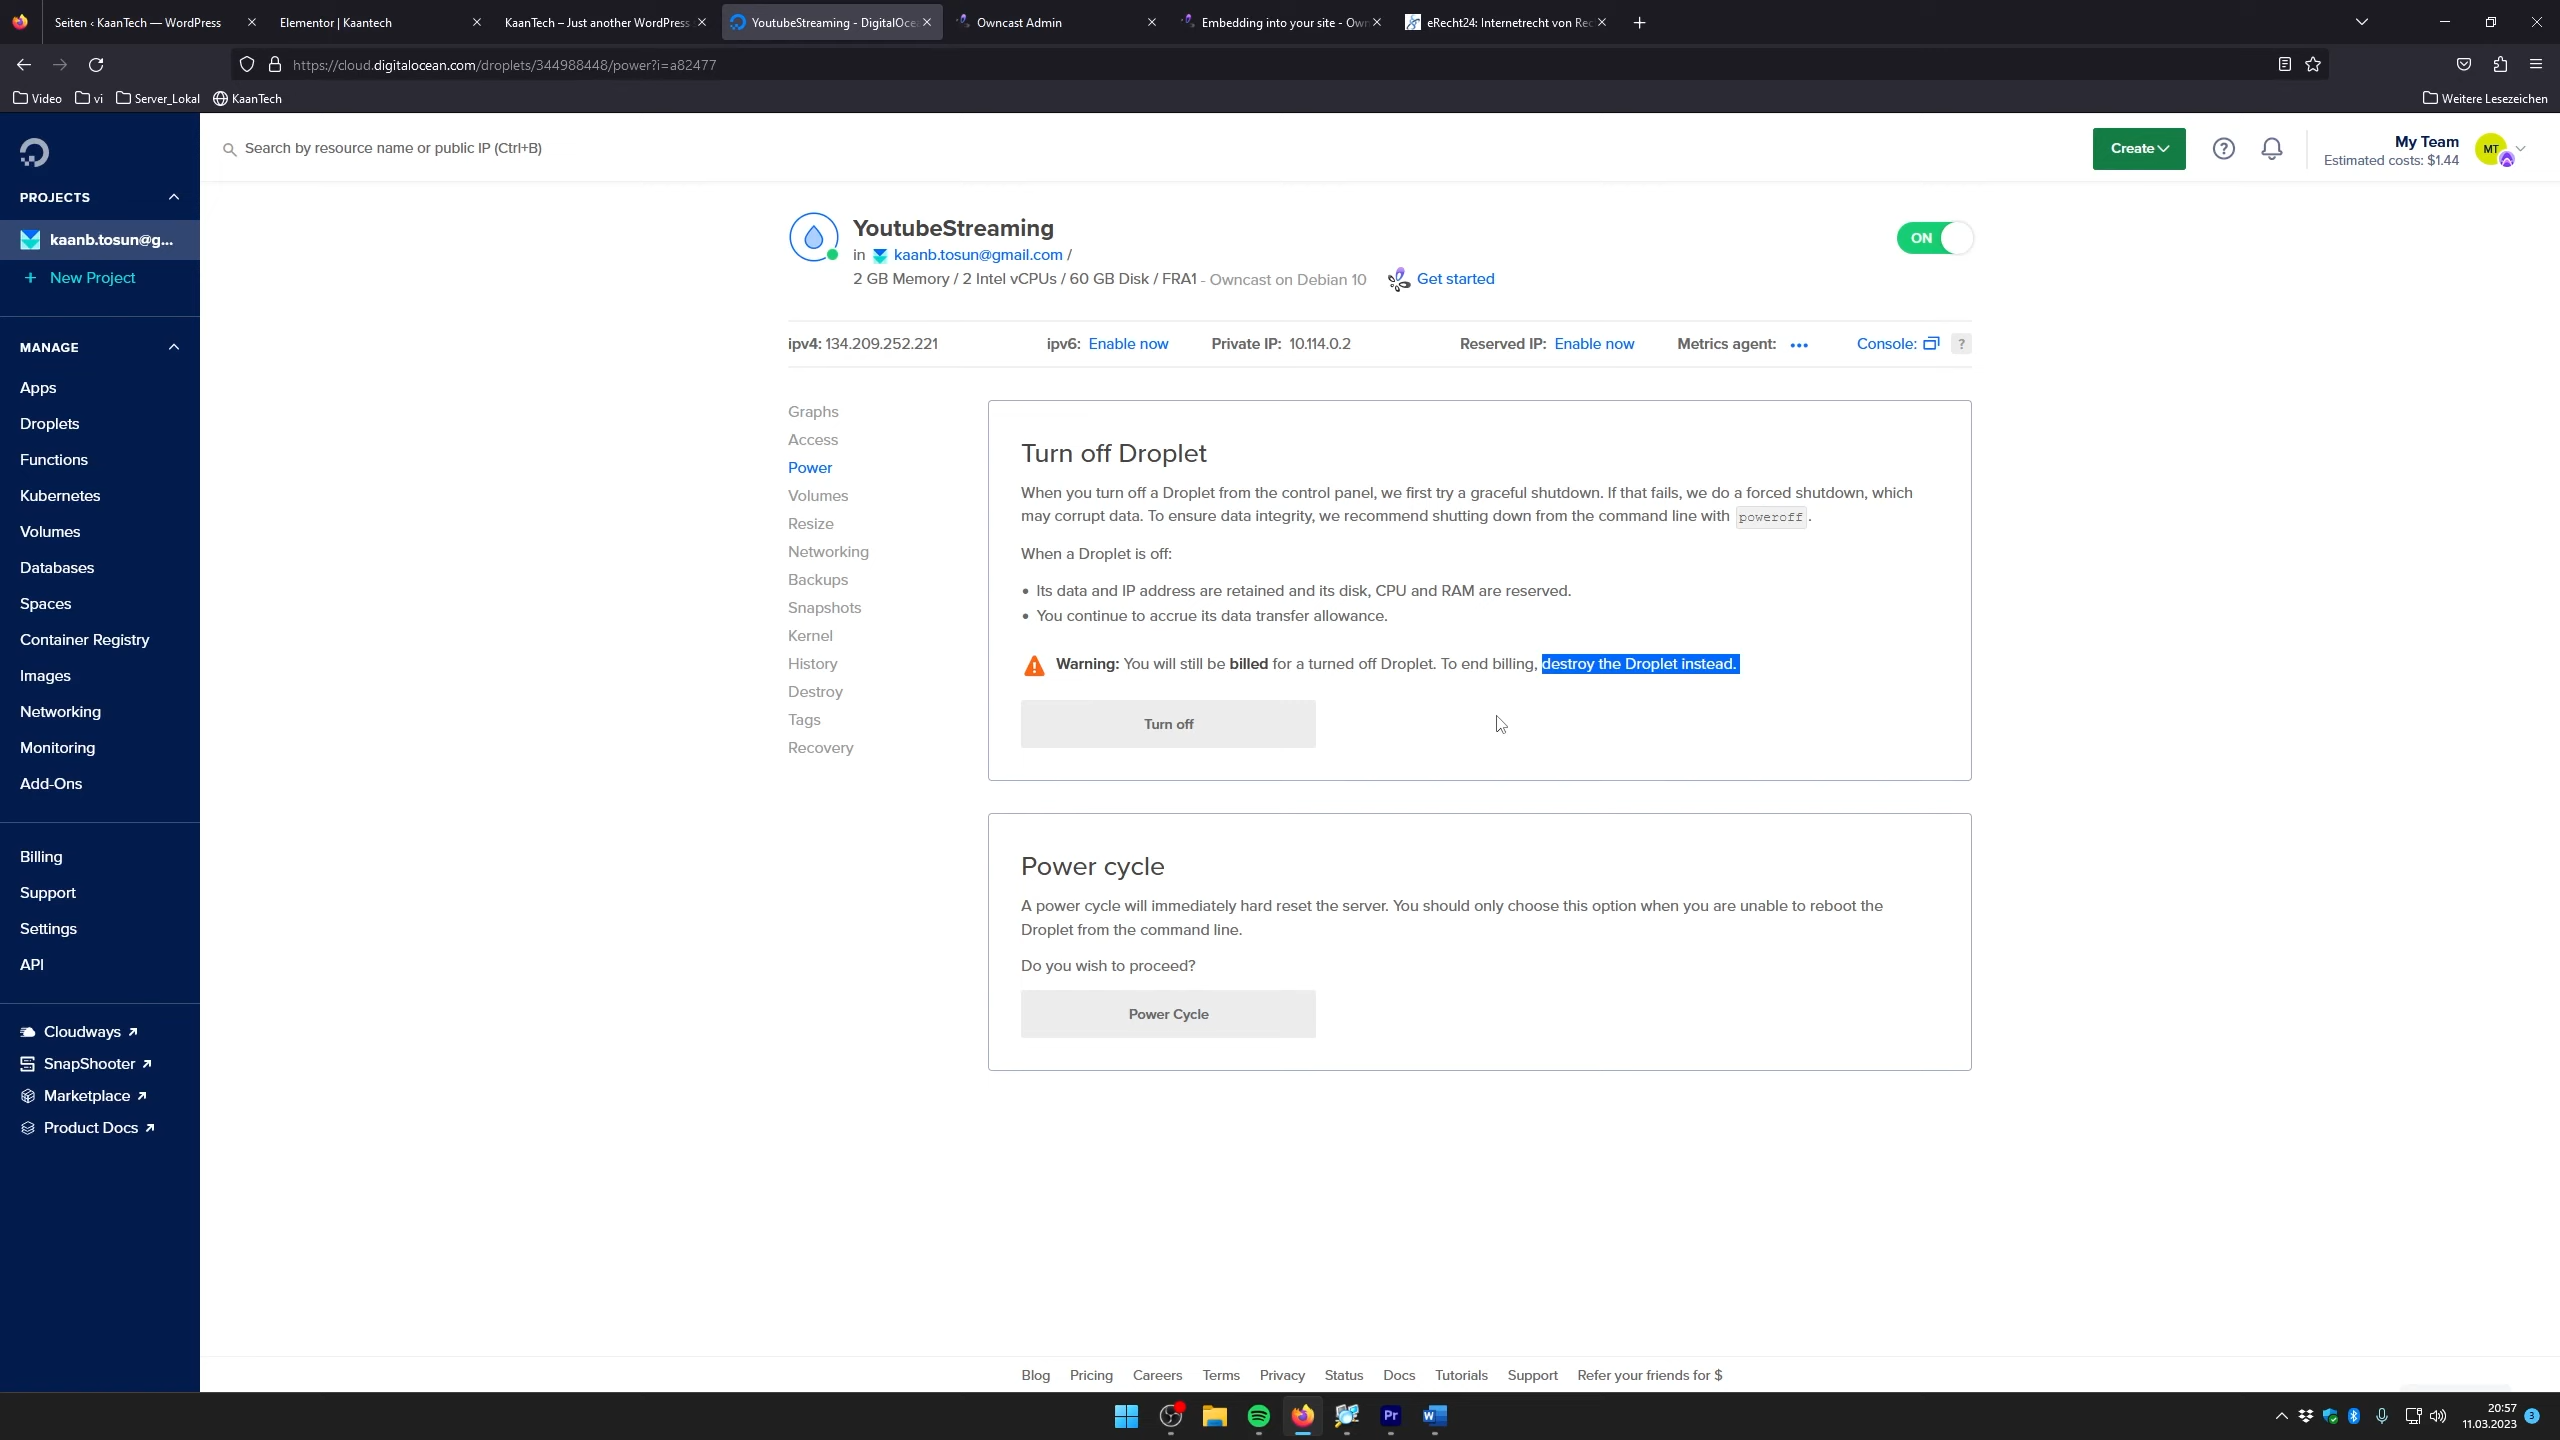 Seiten ‹ KaanTech — WordPress
Elementor | Kaantech
KaanTech – Just another WordPress
YoutubeStreaming - DigitalOcea
Owncast Admin
Embedding into your site - Own
eRecht24: Internetrecht von Rec
https://cloud.digitalocean.com/droplets/344988448/power?i=a82477
Video
vi
Server_Lokal
KaanTech
Weitere Lesezeichen
Search by resource name or public IP (Ctrl+B)
Create
My Team
Estimated costs: $1.44
MT
PROJECTS
kaanb.tosun@g...
+ New Project
MANAGE
Apps
Droplets
Functions
Kubernetes
Volumes
Databases
Spaces
Container Registry
Images
Networking
Monitoring
Add-Ons
Billing
Support
Settings
API
Cloudways
SnapShooter
Marketplace
Product Docs
YoutubeStreaming
in kaanb.tosun@gmail.com /
2 GB Memory / 2 Intel vCPUs / 60 GB Disk / FRA1 - Owncast on Debian 10
Get started
ON
ipv4: 134.209.252.221
ipv6: Enable now
Private IP: 10.114.0.2
Reserved IP: Enable now
Metrics agent: •••
Console:
?
Graphs
Access
Power
Volumes
Resize
Networking
Backups
Snapshots
Kernel
History
Destroy
Tags
Recovery
Turn off Droplet
When you turn off a Droplet from the control panel, we first try a graceful shutdown. If that fails, we do a forced shutdown, which
may corrupt data. To ensure data integrity, we recommend shutting down from the command line with poweroff.
When a Droplet is off:
• Its data and IP address are retained and its disk, CPU and RAM are reserved.
• You continue to accrue its data transfer allowance.
Warning: You will still be billed for a turned off Droplet. To end billing, destroy the Droplet instead.
Turn off
Power cycle
A power cycle will immediately hard reset the server. You should only choose this option when you are unable to reboot the
Droplet from the command line.
Do you wish to proceed?
Power Cycle
Blog
Pricing
Careers
Terms
Privacy
Status
Docs
Tutorials
Support
Refer your friends for $
Pr
W
20:57
11.03.2023
3